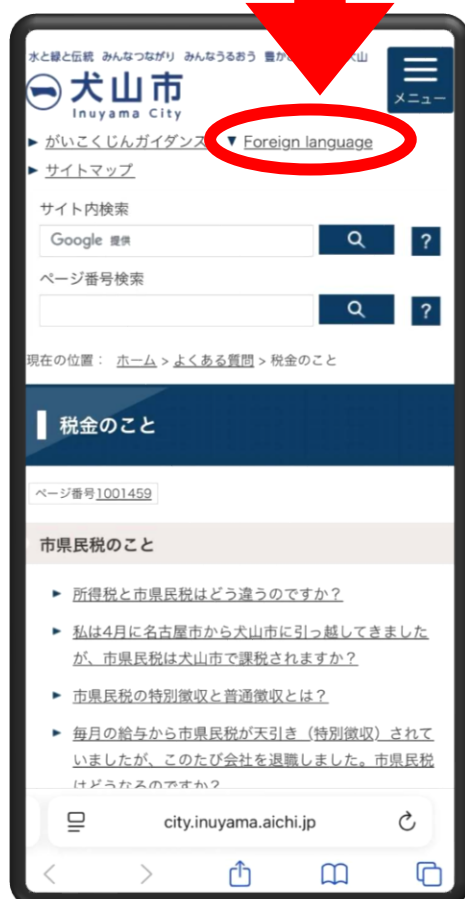 水と緑と伝統 みんなつながり みんなうるおう 豊か
犬山市
Inuyama City
メニュー
► がいこくじんガイダンス ▼ Foreign language
► サイトマップ
サイト内検索
Google 提供
?
ページ番号検索
?
現在の位置： ホーム > よくある質問 > 税金のこと
税金のこと
ページ番号1001459
市県民税のこと
► 所得税と市県民税はどう違うのですか？
► 私は4月に名古屋市から犬山市に引っ越してきました
が、市県民税は犬山市で課税されますか？
► 市県民税の特別徴収と普通徴収とは？
► 毎月の給与から市県民税が天引き（特別徴収）されて
いましたが、このたび会社を退職しました。市県民税
はどうなるのですか？
city.inuyama.aichi.jp